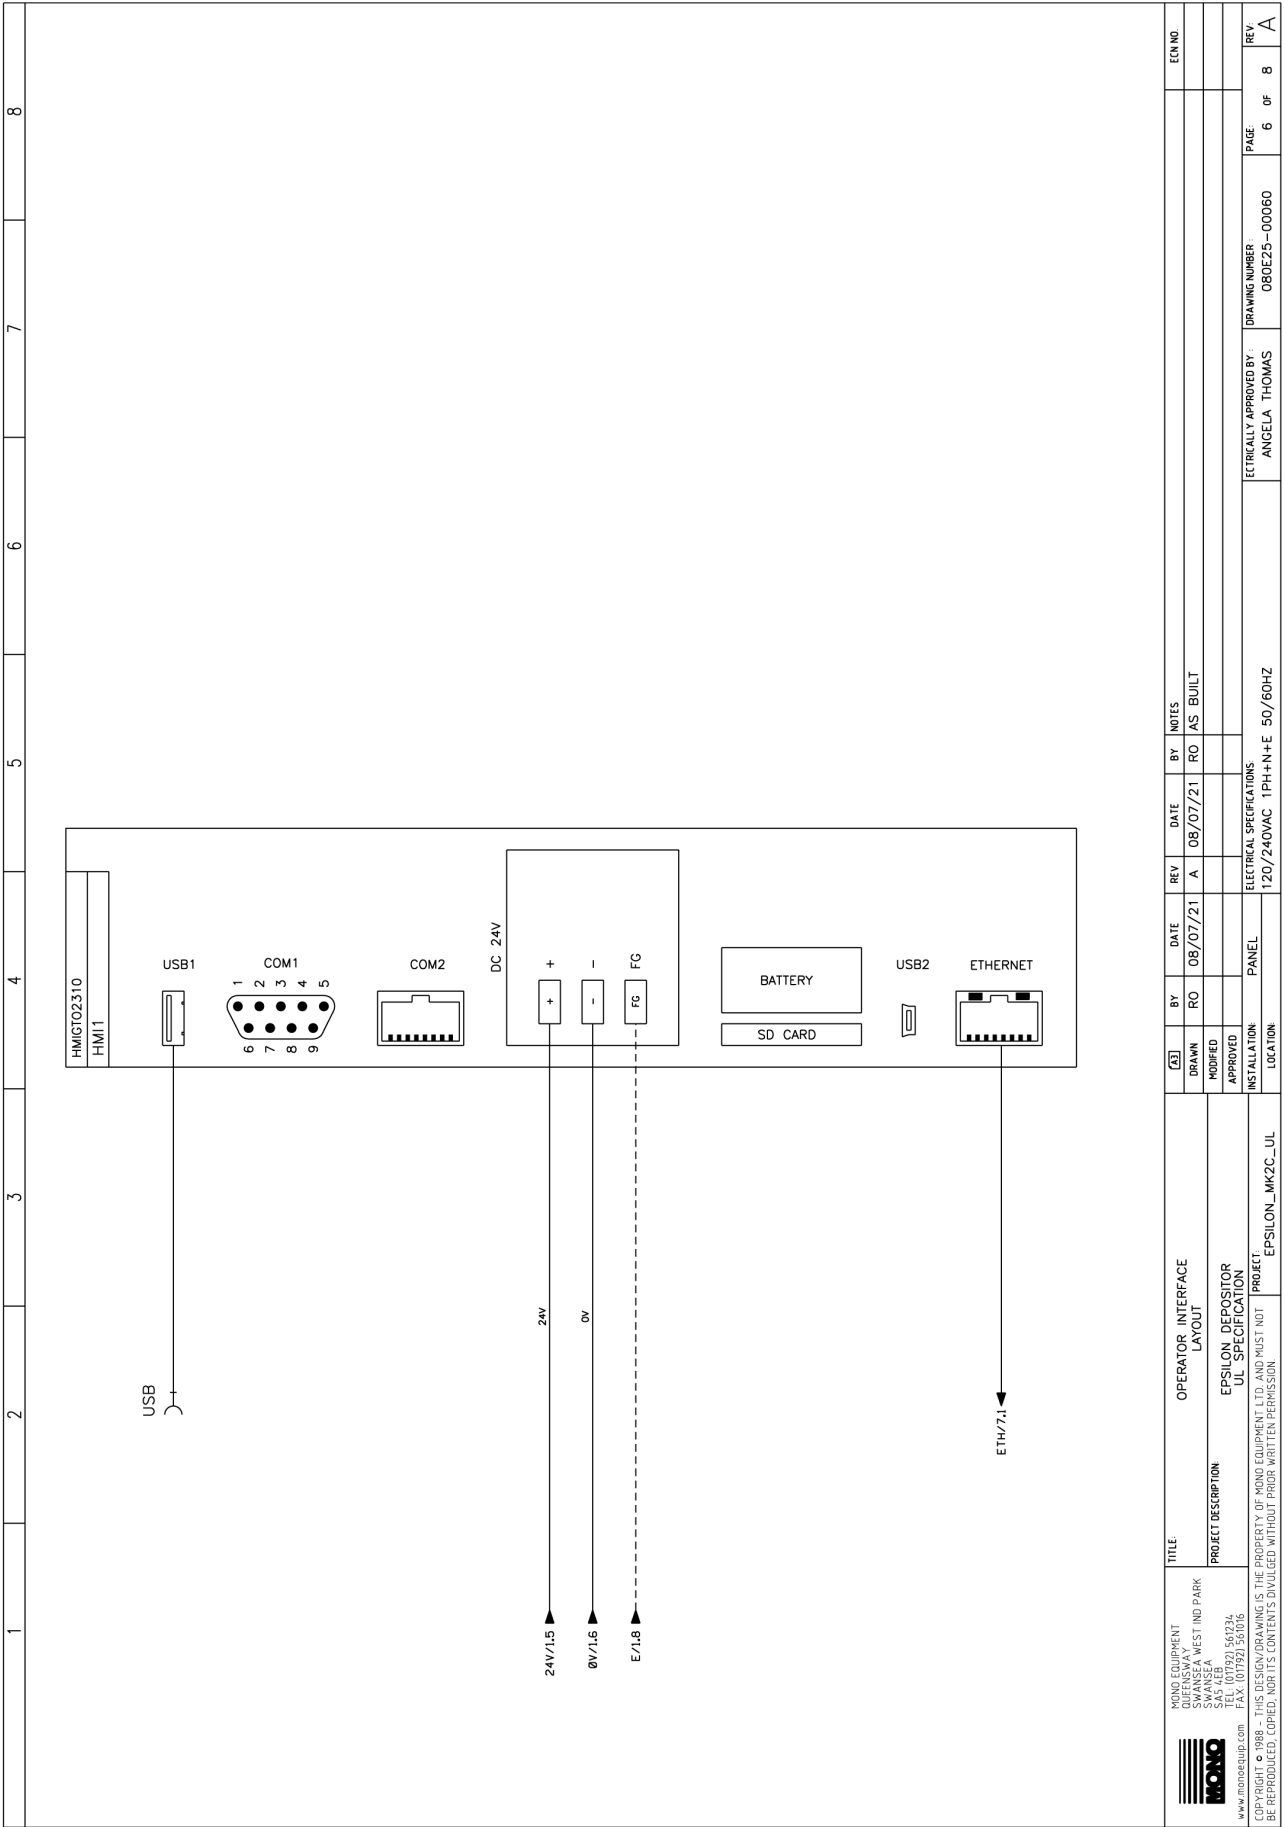 1
2
3
4
5
6
7
8
HMIGTO2310
HMI1
USB
USB1
COM1
1
2
3
4
5
6
7
8
9
COM2
DC 24V
24V/1.5
24V
+
+
0V/1.6
0V
-
-
E/1.8
FG
FG
BATTERY
SD CARD
USB2
ETHERNET
ETH/7.1
MONO
www.monoequip.com
MONO EQUIPMENT
QUEENSWAY
SWANSEA WEST IND PARK
SWANSEA
SA5 4EB
TEL: (01792) 561234
FAX: (01792) 561016
TITLE:
OPERATOR INTERFACE
LAYOUT
PROJECT DESCRIPTION:
EPSILON DEPOSITOR
UL SPECIFICATION
COPYRIGHT © 1988 - THIS DESIGN/DRAWING IS THE PROPERTY OF MONO EQUIPMENT LTD. AND MUST NOT
BE REPRODUCED, COPIED, NOR ITS CONTENTS DIVULGED WITHOUT PRIOR WRITTEN PERMISSION.
PROJECT:
EPSILON_MK2C_UL
A3 BY DATE REV DATE BY NOTES ECN NO.
DRAWN RO 08/07/21 A 08/07/21 RO AS BUILT
MODIFIED
APPROVED
INSTALLATION:
LOCATION:
PANEL
ELECTRICAL SPECIFICATIONS:
120/240VAC 1PH+N+E 50/60HZ
ECTRICALLY APPROVED BY :
ANGELA THOMAS
DRAWING NUMBER :
080E25-00060
PAGE:
6 OF 8
REV:
A